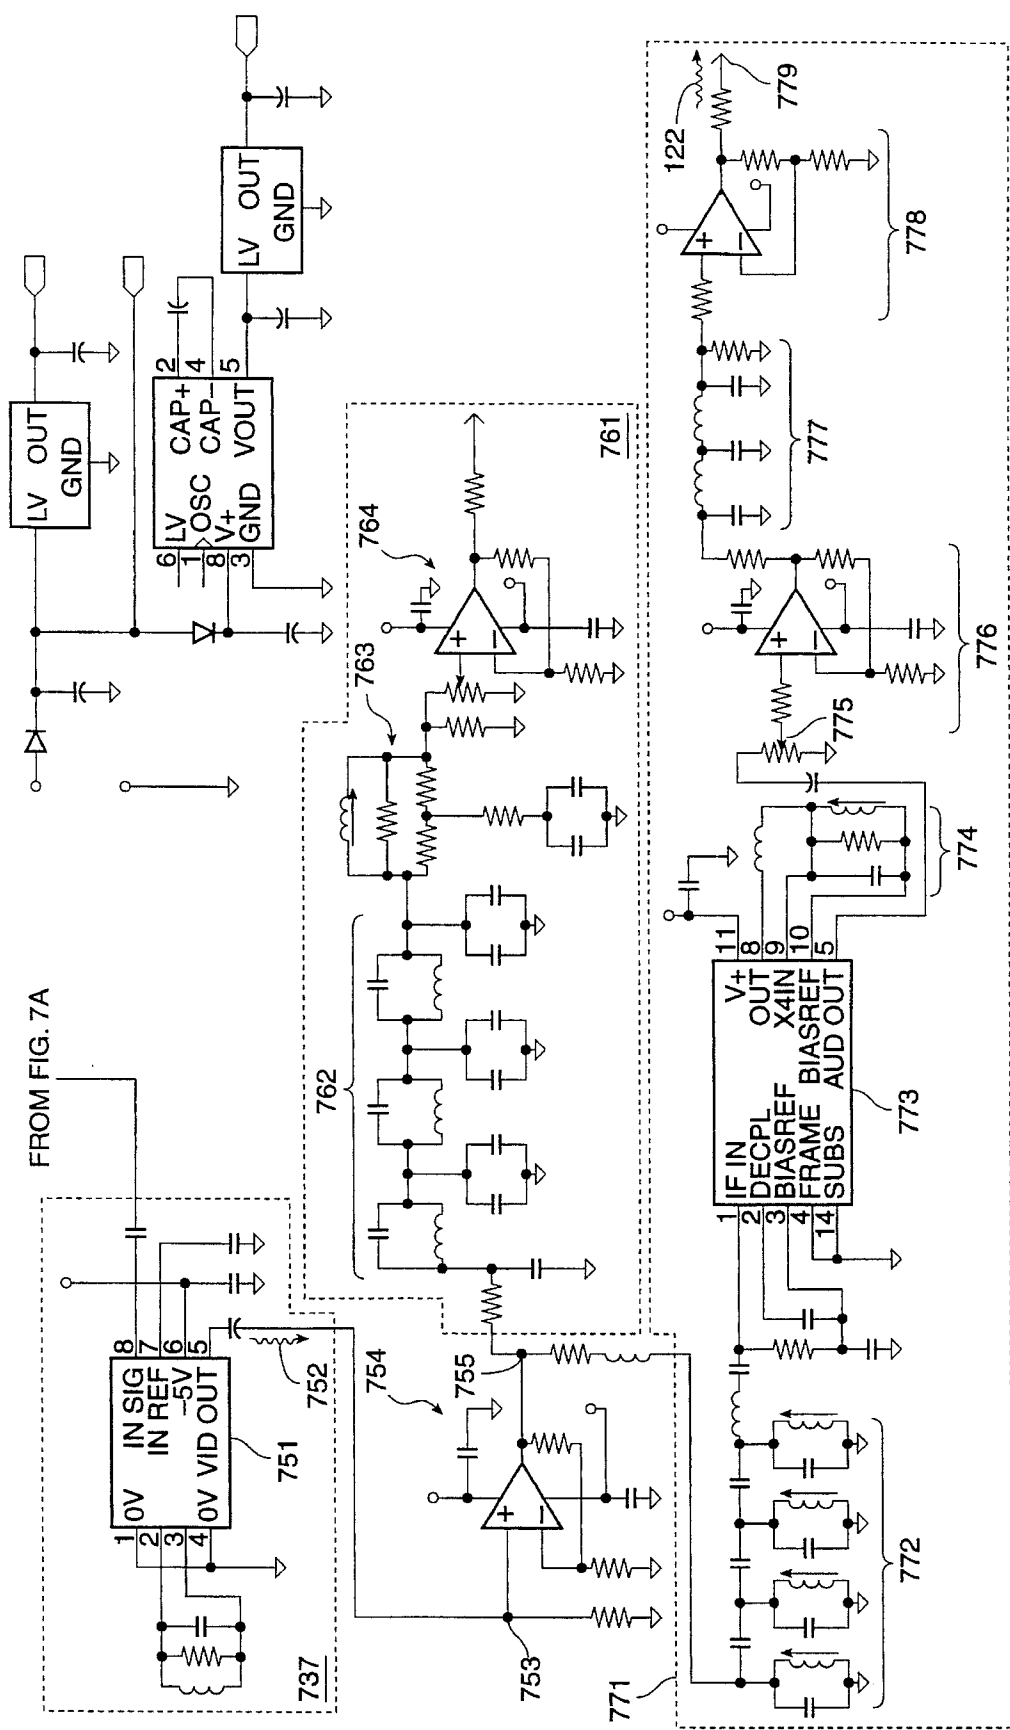 FROM FIG. 7A
LV OUT
GND
6 LV CAP+ 2
1 OSC CAP- 4
8 V+
3 GND VOUT 5
LV OUT
GND
1 0V IN SIG 8
2 IN REF 7
3 -5V 6
4 0V VID OUT 5
751
752
737
753
754
755
762
763
764
761
771
772
1 IF IN V+ 11
2 DECPL OUT 8
3 BIASREF X4IN 9
4 FRAME BIASREF 10
14 SUBS AUD OUT 5
773
774
775
776
777
778
122
779
+
−
+
−
+
−
+
−